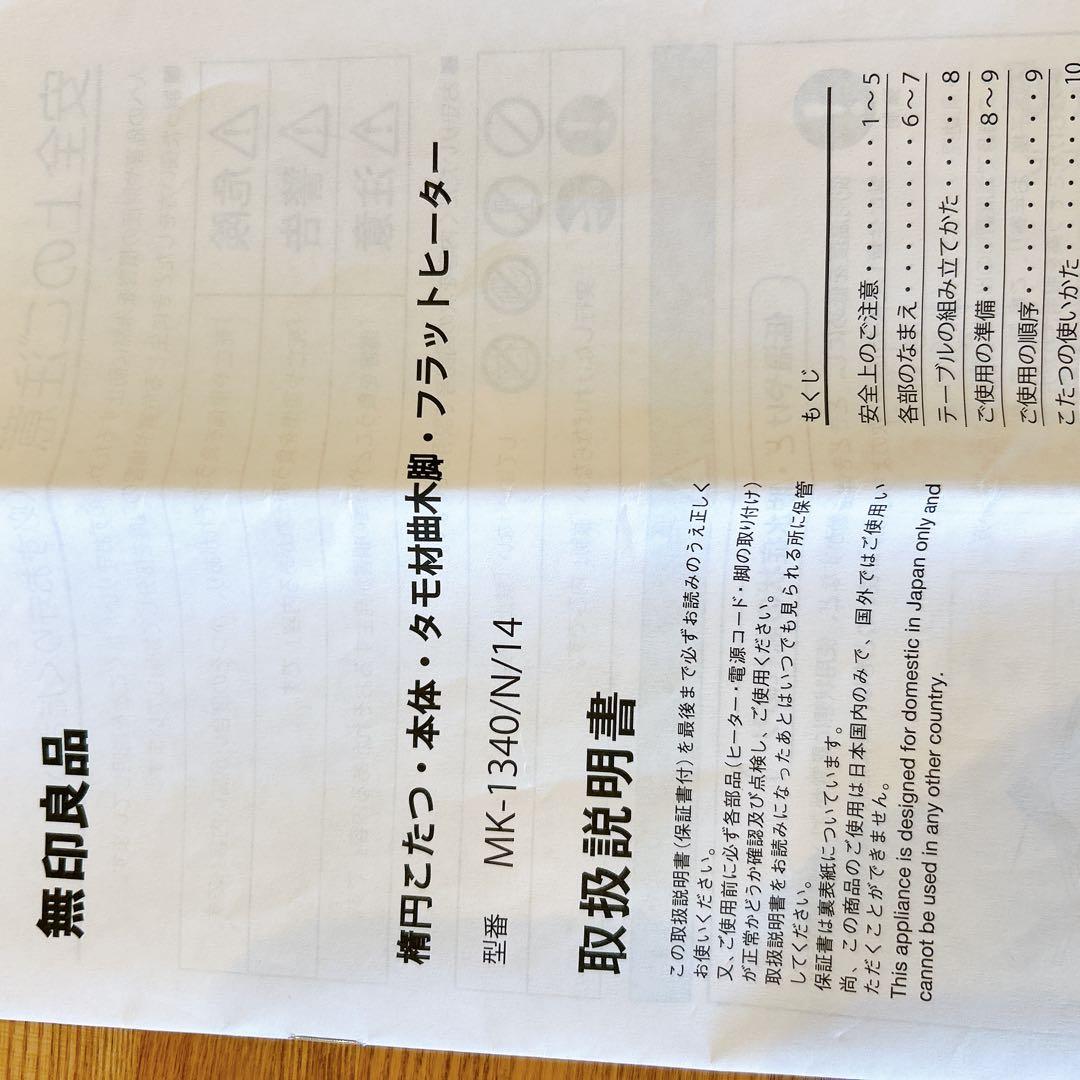 無印良品
楕円こたつ・本体・タモ材曲木脚・フラットヒーター
型番 MK-1340/N/14
取扱説明書
この取扱説明書(保証書付)を最後まで必ずお読みのうえ正しく
お使いください。
又、ご使用前に必ず各部品(ヒーター・電源コード・脚の取り付け)
が正常かどうか確認及び点検し、ご使用ください。
取扱説明書をお読みになったあとはいつでも見られる所に保管
してください。
保証書は裏表紙についています。
尚、この商品のご使用は日本国内のみで、国外ではご使用い
ただくことができません。
This appliance is designed for domestic in Japan only and
cannot be used in any other country.
もくじ
安全上のご注意・・・・・・・1～5
各部のなまえ・・・・・・・・6～7
テーブルの組み立てかた・・・・・8
ご使用の準備・・・・・・・・8～9
ご使用の順序・・・・・・・・・・9
こたつの使いかた・・・・・・・・10